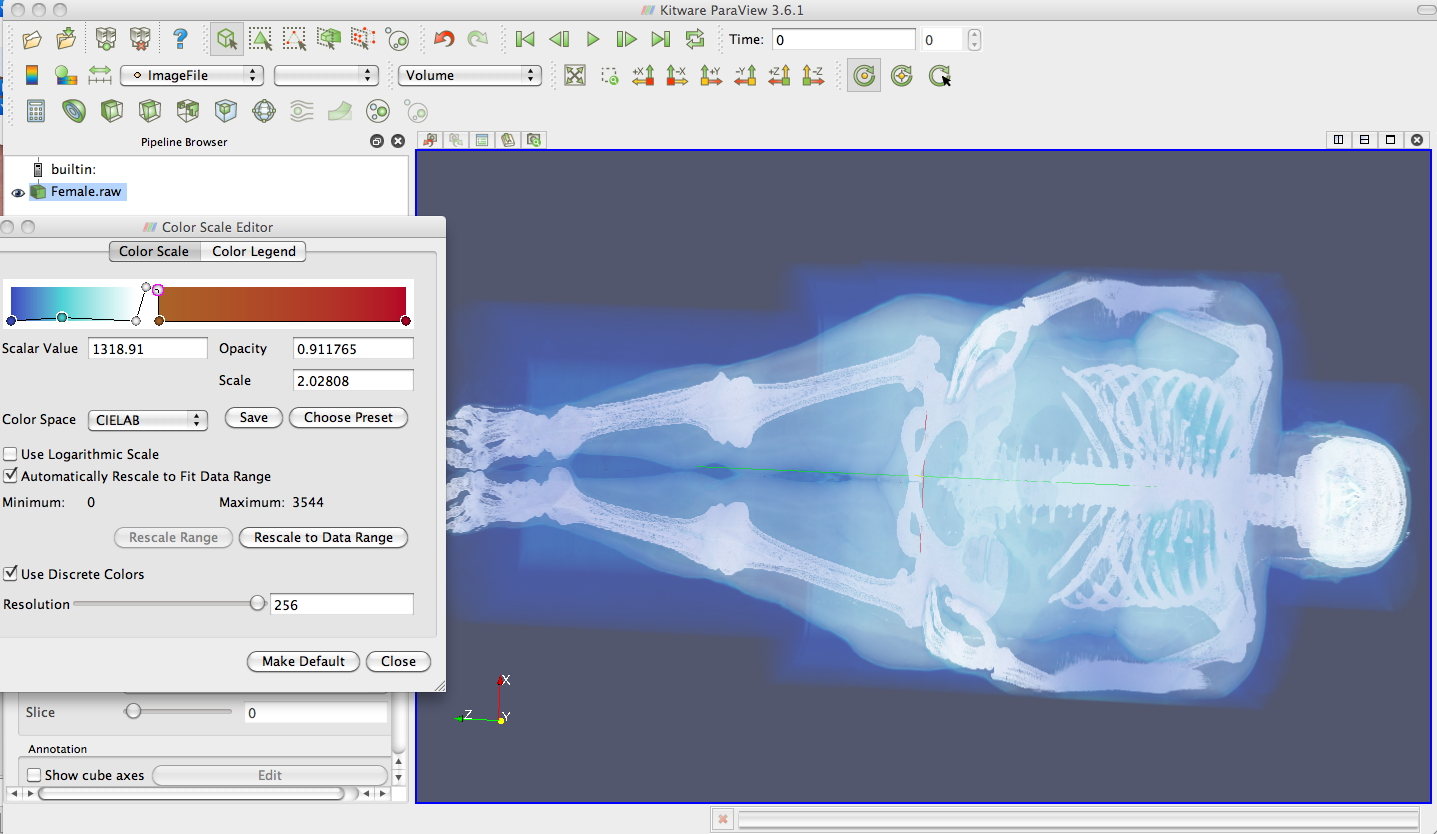 Kitware ParaView 3.6.1
Time: 0 0
ImageFile Volume
+X -X +Y -Y +Z -Z
Pipeline Browser
builtin:
Female.raw
Color Scale Editor
Color Scale Color Legend
Scalar Value 1318.91 Opacity 0.911765
Scale 2.02808
Color Space CIELAB Save Choose Preset
Use Logarithmic Scale
Automatically Rescale to Fit Data Range
Minimum: 0 Maximum: 3544
Rescale Range Rescale to Data Range
Use Discrete Colors
Resolution 256
Make Default Close
Slice 0
Annotation
Show cube axes Edit
X
Z Y